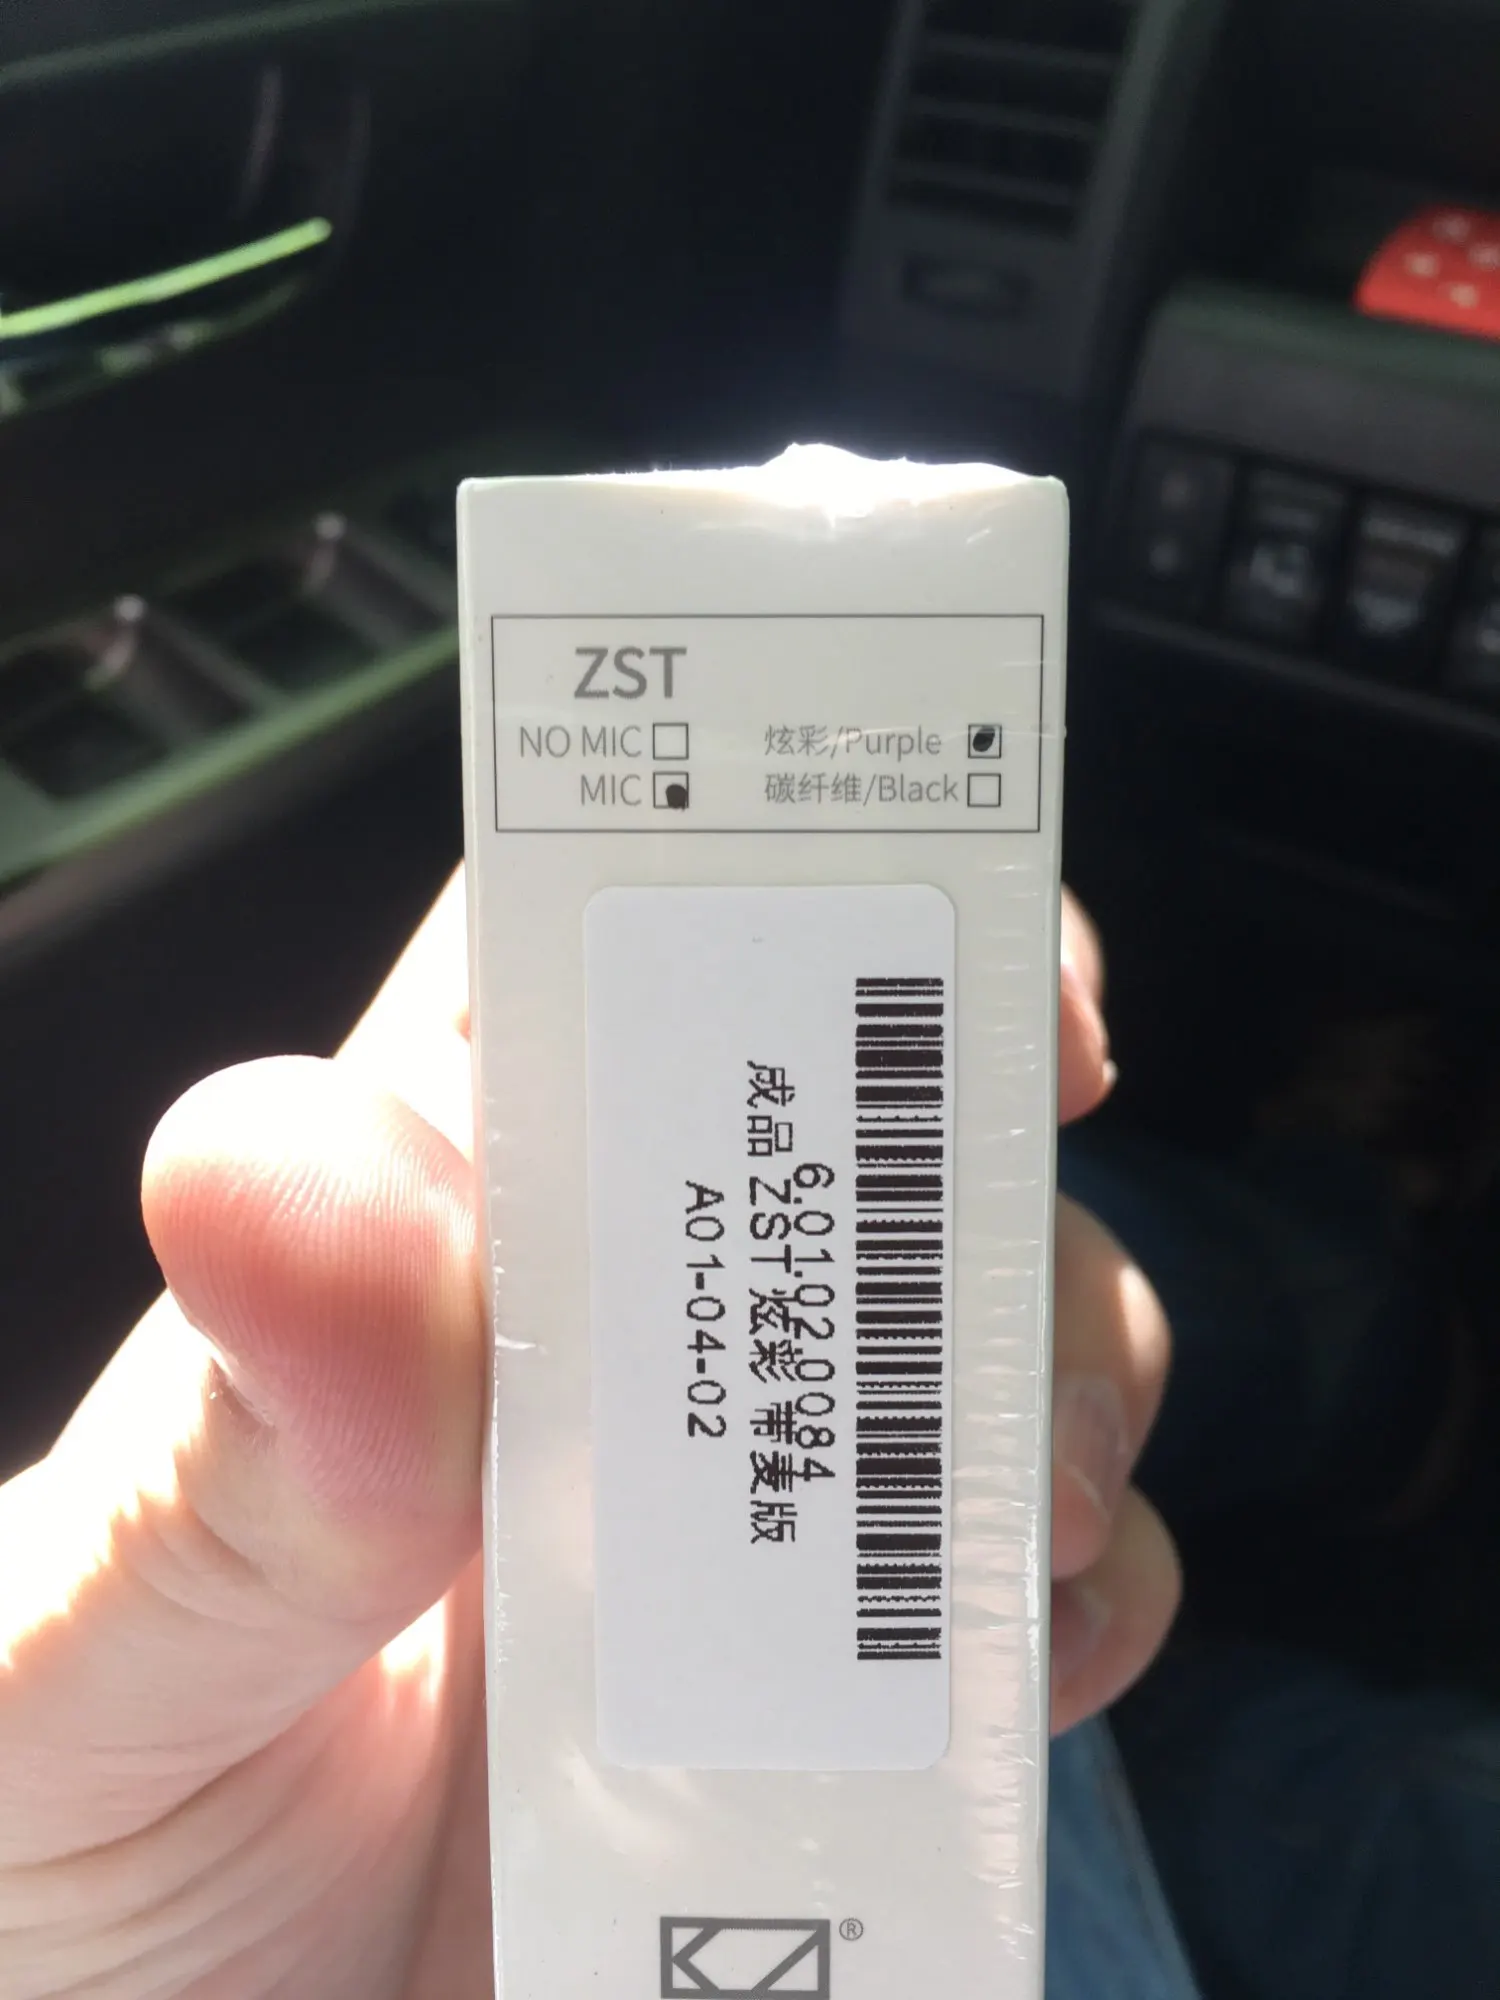 ZST
NO MIC
MIC
炫彩/Purple
碳纤维/Black
6.01.02.0084
成品 ZST 炫彩 带麦版
A01-04-02
KZ®